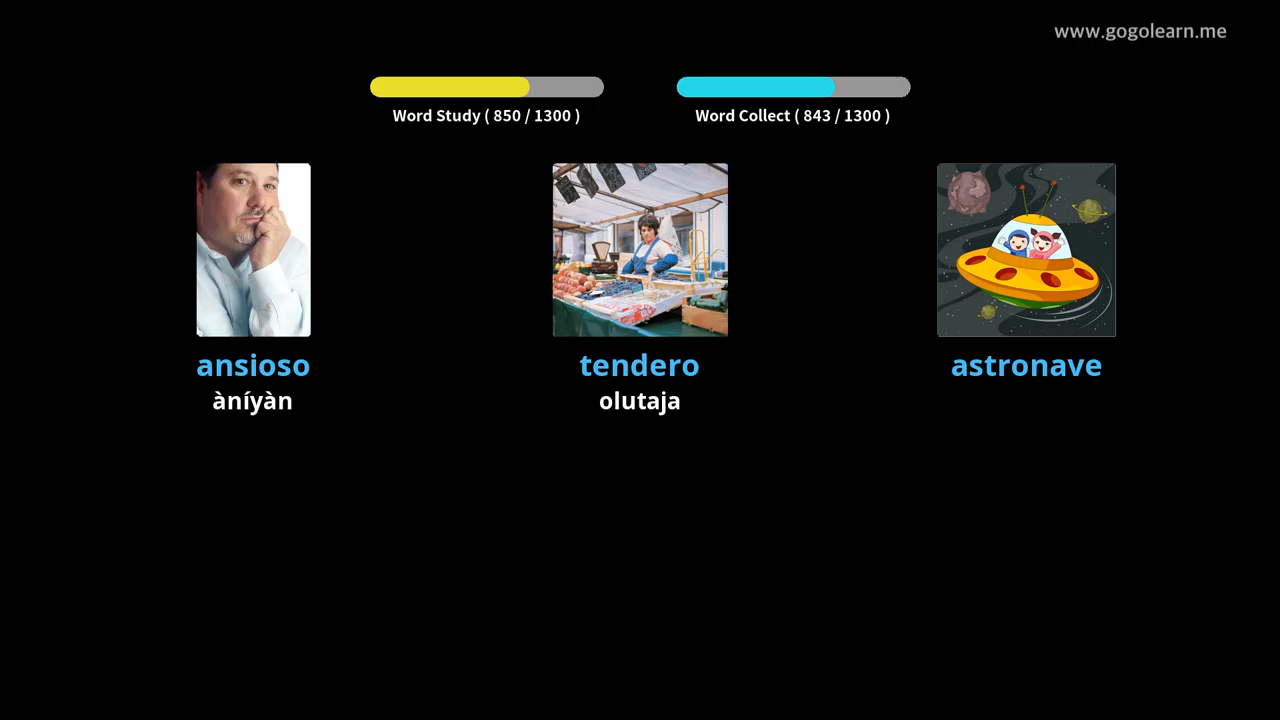 www.gogolearn.me
Word Study ( 850 / 1300 )
Word Collect ( 843 / 1300 )
ansioso
tendero
astronave
àníyàn
olutaja